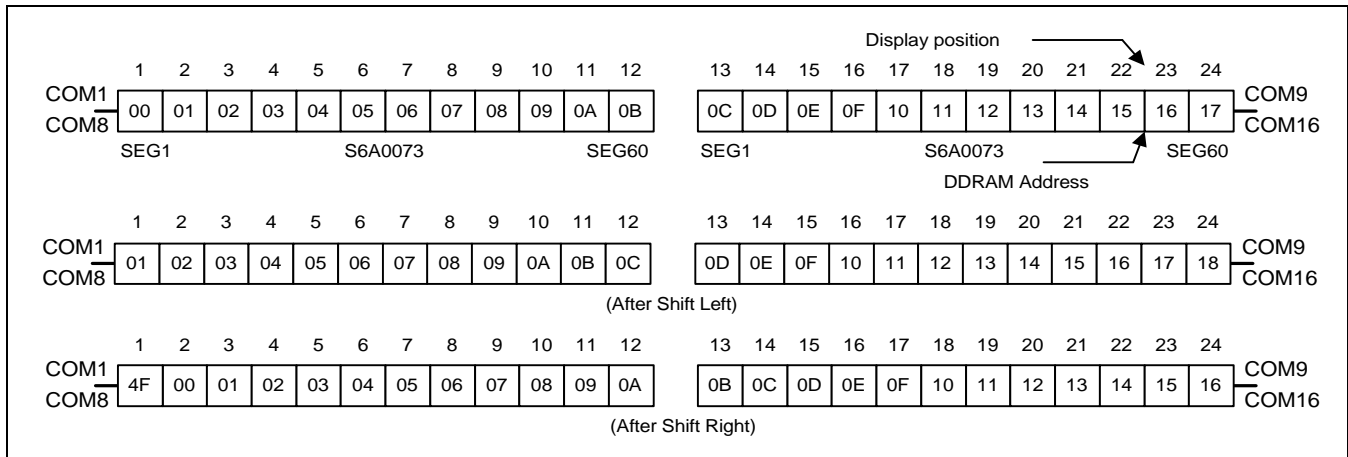 Display position
1 2 3 4 5 6 7 8 9 10 11 12 13 14 15 16 17 18 19 20 21 22 23 24
COM1 COM9
00 01 02 03 04 05 06 07 08 09 0A 0B 0C 0D 0E 0F 10 11 12 13 14 15 16 17
COM8 COM16
SEG1 S6A0073 SEG60 SEG1 S6A0073 SEG60
DDRAM Address
1 2 3 4 5 6 7 8 9 10 11 12 13 14 15 16 17 18 19 20 21 22 23 24
COM1 COM9
01 02 03 04 05 06 07 08 09 0A 0B 0C 0D 0E 0F 10 11 12 13 14 15 16 17 18
COM8 COM16
(After Shift Left)
1 2 3 4 5 6 7 8 9 10 11 12 13 14 15 16 17 18 19 20 21 22 23 24
COM1 COM9
4F 00 01 02 03 04 05 06 07 08 09 0A 0B 0C 0D 0E 0F 10 11 12 13 14 15 16
COM8 COM16
(After Shift Right)